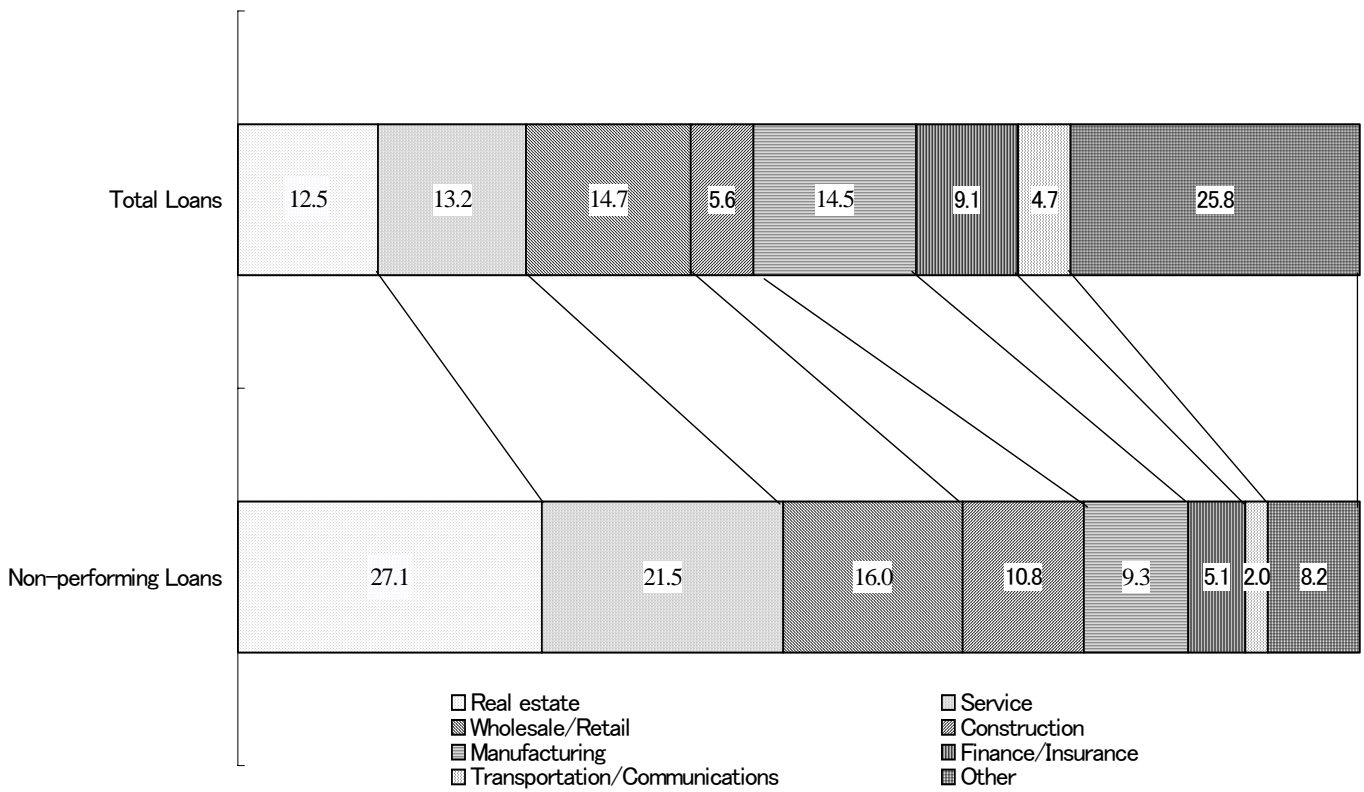 Total Loans 12.5 13.2 14.7 5.6 14.5 9.1 4.7 25.8
Non-performing Loans 27.1 21.5 16.0 10.8 9.3 5.1 2.0 8.2
Real estate Service
Wholesale/Retail Construction
Manufacturing Finance/Insurance
Transportation/Communications Other